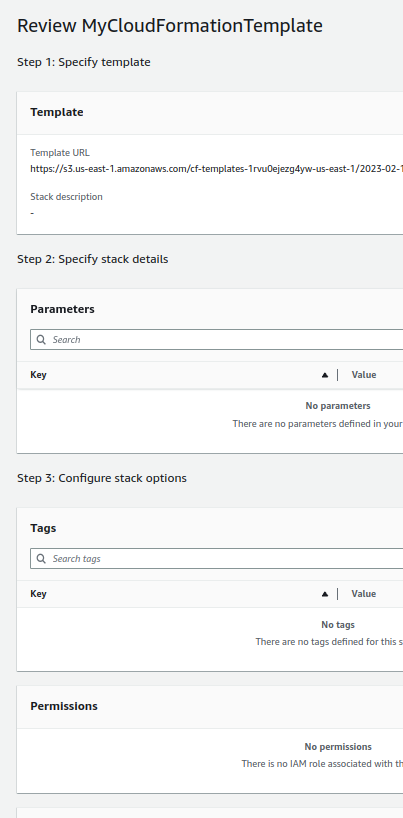 Review MyCloudFormationTemplate
Step 1: Specify template
Template
Template URL
https://s3.us-east-1.amazonaws.com/cf-templates-1rvu0ejezg4yw-us-east-1/2023-02-1
Stack description
-
Step 2: Specify stack details
Parameters
Search
Key
Value
No parameters
There are no parameters defined in your
Step 3: Configure stack options
Tags
Search tags
Key
Value
No tags
There are no tags defined for this s
Permissions
No permissions
There is no IAM role associated with th